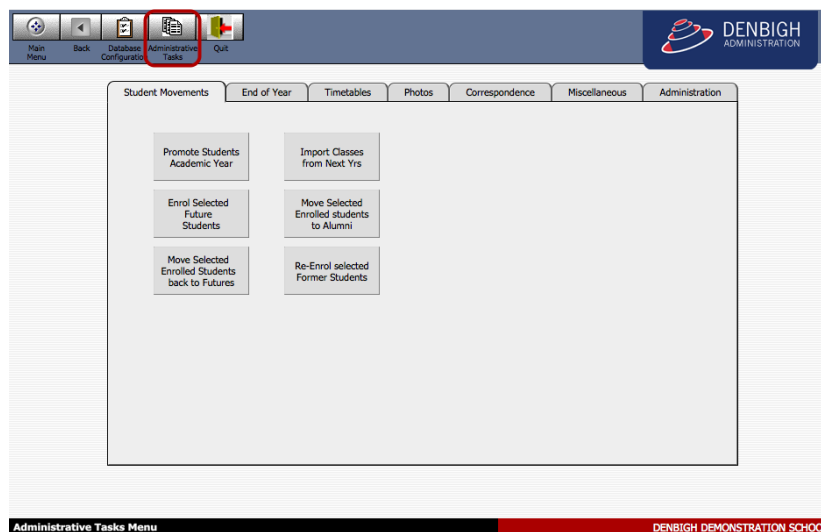 Main Menu
Back
Database Configuratio
Administrative Tasks
Quit
DENBIGH
ADMINISTRATION
Student Movements
End of Year
Timetables
Photos
Correspondence
Miscellaneous
Administration
Promote Students
Academic Year
Import Classes
from Next Yrs
Enrol Selected
Future
Students
Move Selected
Enrolled students
to Alumni
Move Selected
Enrolled Students
back to Futures
Re-Enrol selected
Former Students
Administrative Tasks Menu
DENBIGH DEMONSTRATION SCHOO